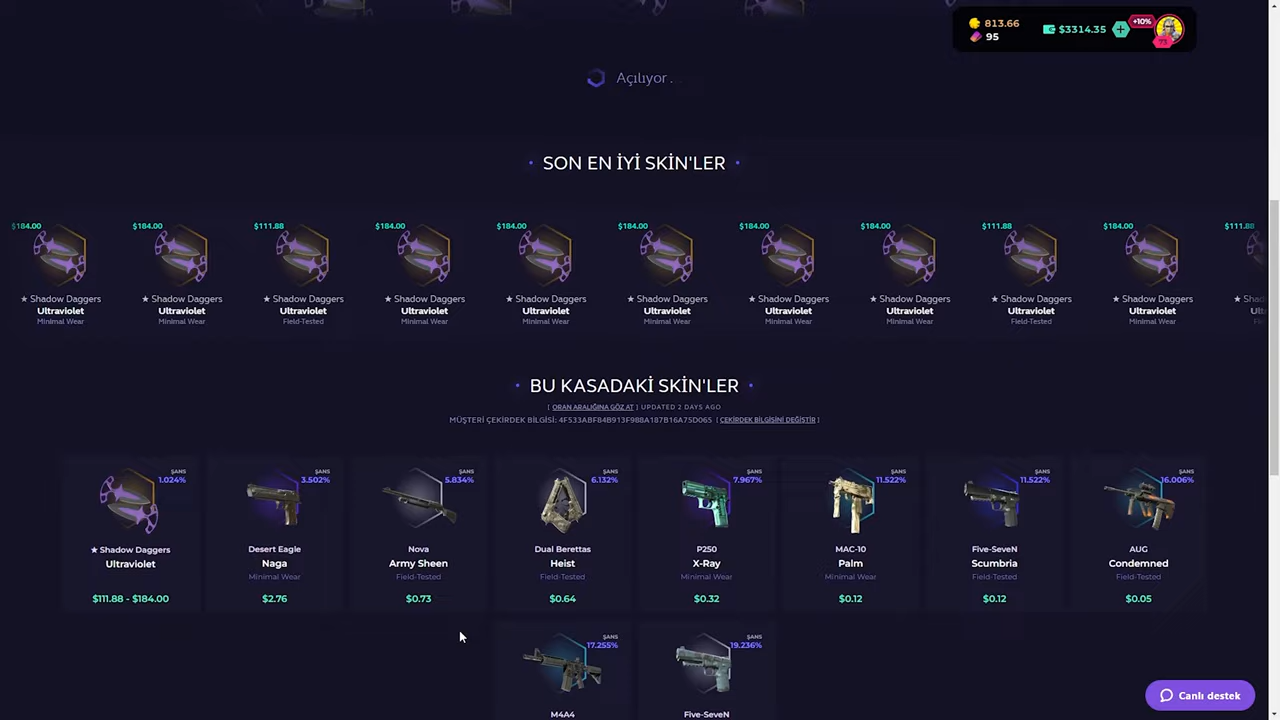 813.66
95
$3314.35
+10%
Açılıyor .
SON EN İYİ SKİN'LER
$184.00 $184.00 $111.88 $184.00 $184.00 $184.00 $184.00 $184.00 $111.88 $184.00 $111.88
★ Shadow Daggers ★ Shadow Daggers ★ Shadow Daggers ★ Shadow Daggers ★ Shadow Daggers ★ Shadow Daggers ★ Shadow Daggers ★ Shadow Daggers ★ Shadow Daggers ★ Shadow Daggers
Ultraviolet Ultraviolet Ultraviolet Ultraviolet Ultraviolet Ultraviolet Ultraviolet Ultraviolet Ultraviolet Ultraviolet
Minimal Wear Minimal Wear Field-Tested Minimal Wear Minimal Wear Minimal Wear Minimal Wear Minimal Wear Field-Tested Minimal Wear
BU KASADAKİ SKİN'LER
[ ORAN ARALIĞINA GÖZ AT ] UPDATED 2 DAYS AGO
MÜŞTERİ ÇEKİRDEK BİLGİSİ: 4F533ABF84B913F988A187B16A75D065 [ ÇEKİRDEK BİLGİSİNİ DEĞİŞTİR ]
ŞANS ŞANS ŞANS ŞANS ŞANS ŞANS ŞANS ŞANS
1.024% 3.502% 5.834% 6.132% 7.967% 11.522% 11.522% 16.006%
★ Shadow Daggers Desert Eagle Nova Dual Berettas P250 MAC-10 Five-SeveN AUG
Ultraviolet Naga Army Sheen Heist X-Ray Palm Scumbria Condemned
Minimal Wear Field-Tested Field-Tested Minimal Wear Minimal Wear Field-Tested Field-Tested
$111.88 - $184.00 $2.76 $0.73 $0.64 $0.32 $0.12 $0.12 $0.05
ŞANS ŞANS
17.255% 19.236%
M4A4 Five-SeveN
Canlı destek